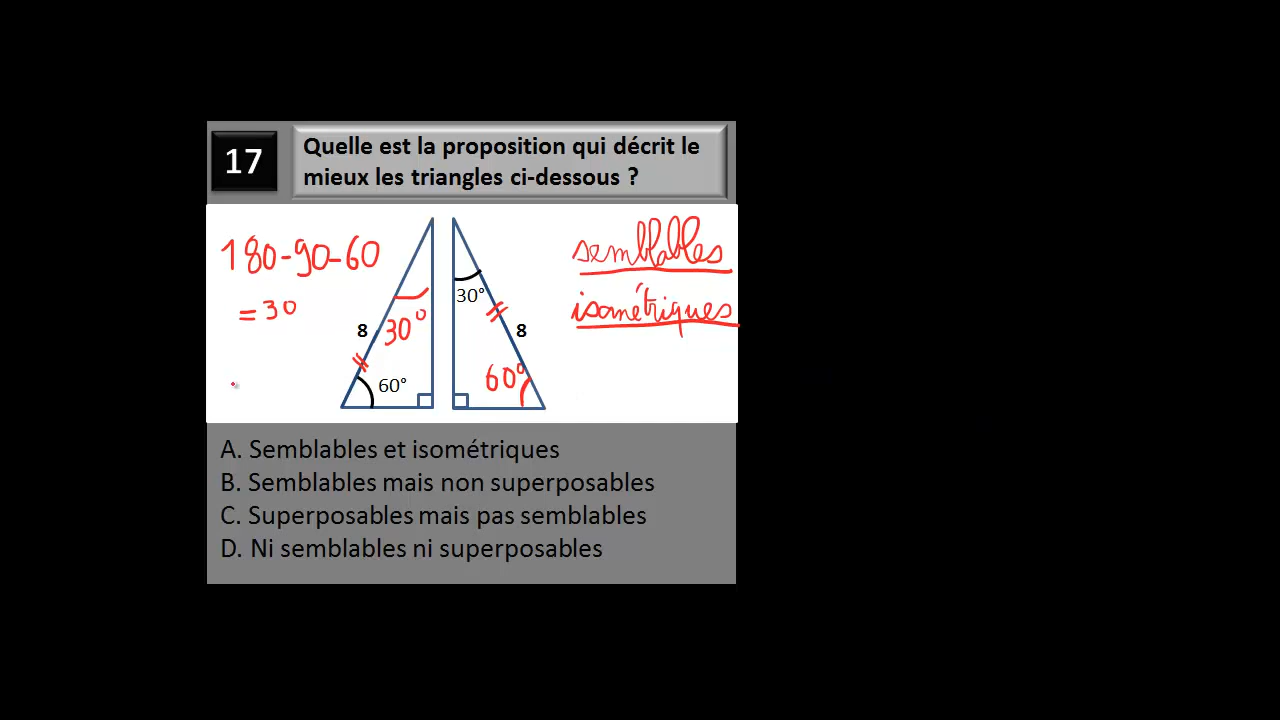 17
Quelle est la proposition qui décrit le
mieux les triangles ci-dessous ?
180-90-60
= 30
semblables
isométriques
8
30°
60°
30°
8
60°
A. Semblables et isométriques
B. Semblables mais non superposables
C. Superposables mais pas semblables
D. Ni semblables ni superposables